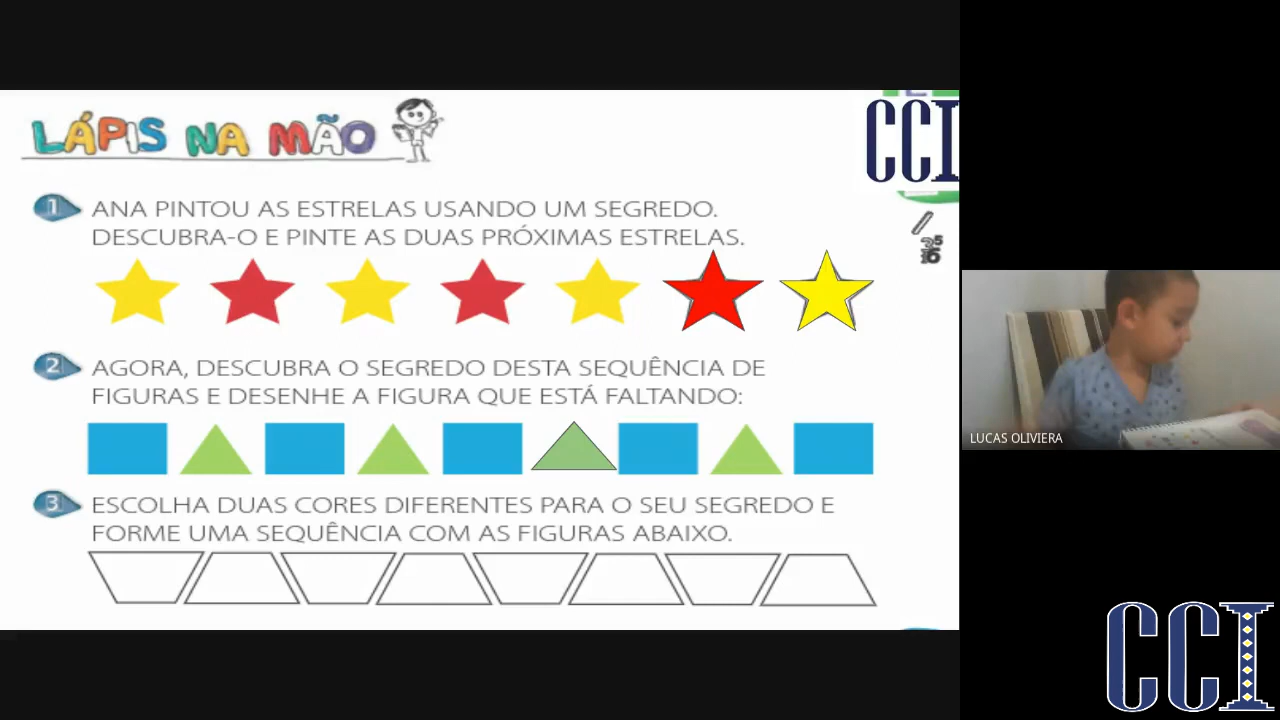 LÁPIS NA MÃO
CCI
1 ANA PINTOU AS ESTRELAS USANDO UM SEGREDO.
DESCUBRA-O E PINTE AS DUAS PRÓXIMAS ESTRELAS.
2 AGORA, DESCUBRA O SEGREDO DESTA SEQUÊNCIA DE
FIGURAS E DESENHE A FIGURA QUE ESTÁ FALTANDO:
3 ESCOLHA DUAS CORES DIFERENTES PARA O SEU SEGREDO E
FORME UMA SEQUÊNCIA COM AS FIGURAS ABAIXO.
LUCAS OLIVIERA
CCI